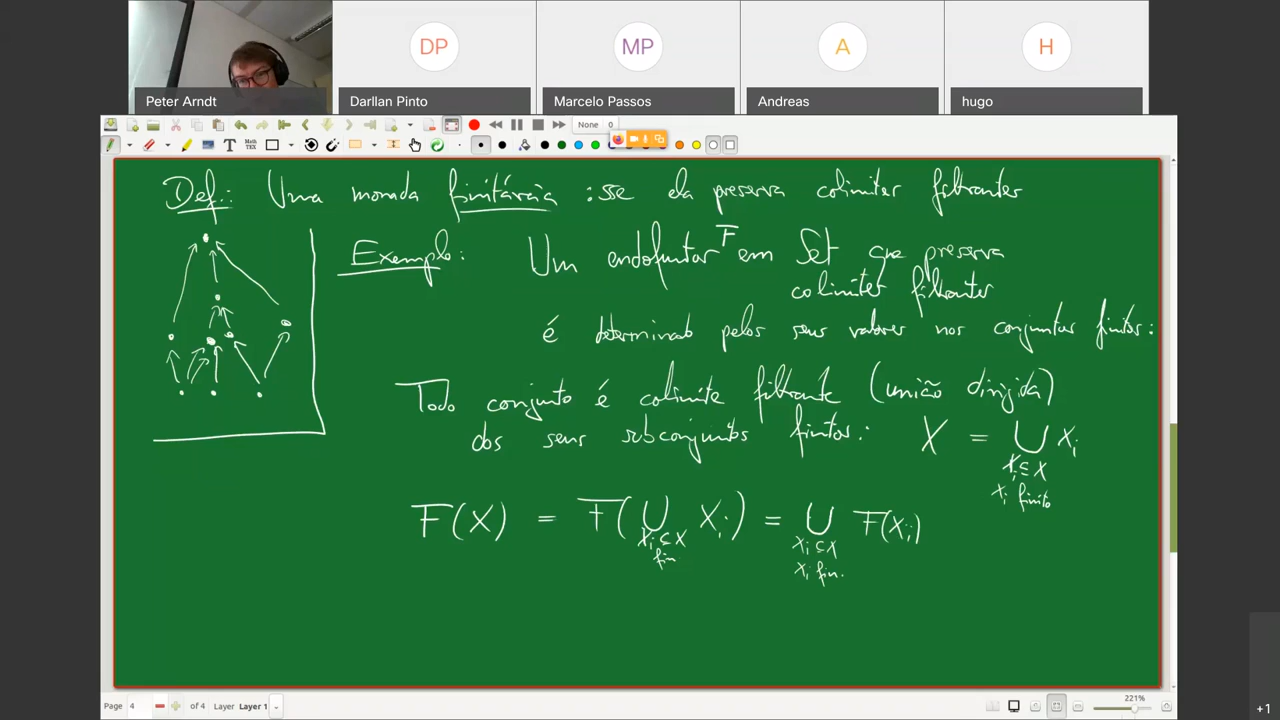 DP
MP
A
H
Peter Arndt
Darllan Pinto
Marcelo Passos
Andreas
hugo
None 0
Math TEX
Def.: Uma monada finitária :sse ela preserva colimites filtrantes
Exemplo: Um endofuntor F em Set que preserva
colimites filtrantes
é determinado pelos seus valores nos conjuntos finitos:
Todo conjunto é colimite filtrante (união dirigida)
dos seus subconjuntos finitos: X = ∪ Xi
Xi ⊆ X
Xi finito
F(X) = F( ∪ Xi ) = ∪ F(Xi)
Xi ⊆ X Xi ⊆ X
fin Xi fin.
Page 4 of 4 Layer Layer 1
221%
+1